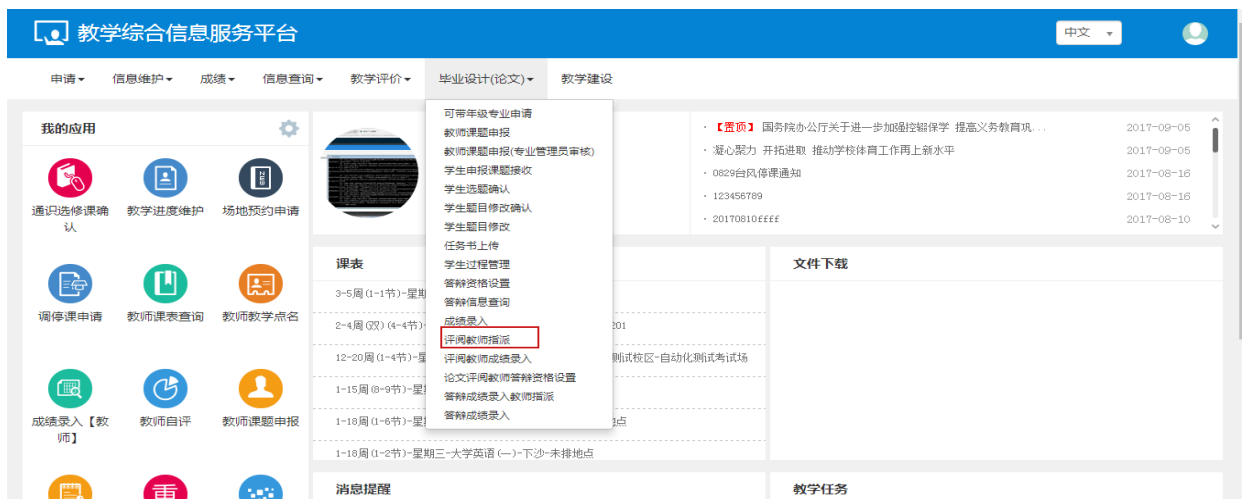 教学综合信息服务平台
中文
申请
信息维护
成绩
信息查询
教学评价
毕业设计(论文)
教学建设
我的应用
通识选修课确认
教学进度维护
场地预约申请
调停课申请
教师课表查询
教师教学点名
成绩录入【教师】
教师自评
教师课题申报
重
可带年级专业申请
教师课题申报
教师课题申报(专业管理员审核)
学生申报课题接收
学生选题确认
学生题目修改确认
学生题目修改
任务书上传
学生过程管理
答辩资格设置
答辩信息查询
成绩录入
评阅教师指派
评阅教师成绩录入
论文评阅教师答辩资格设置
答辩成绩录入教师指派
答辩成绩录入
· 【置顶】 国务院办公厅关于进一步加强控辍保学 提高义务教育巩... 2017-09-05
· 凝心聚力 开拓进取 推动学校体育工作再上新水平 2017-09-05
· 0829台风停课通知 2017-08-16
· 123456789 2017-08-16
· 20170810ffff 2017-08-10
课表
3-5周(1-1节)-星期
2-4周(双)(4-4节)- 201
12-20周(1-4节)-星 测试校区-自动化测试考试场
1-15周(8-9节)-星
1-18周(1-6节)-星 地点
1-18周(1-2节)-星期三-大学英语(一)-下沙-未排地点
文件下载
消息提醒
教学任务